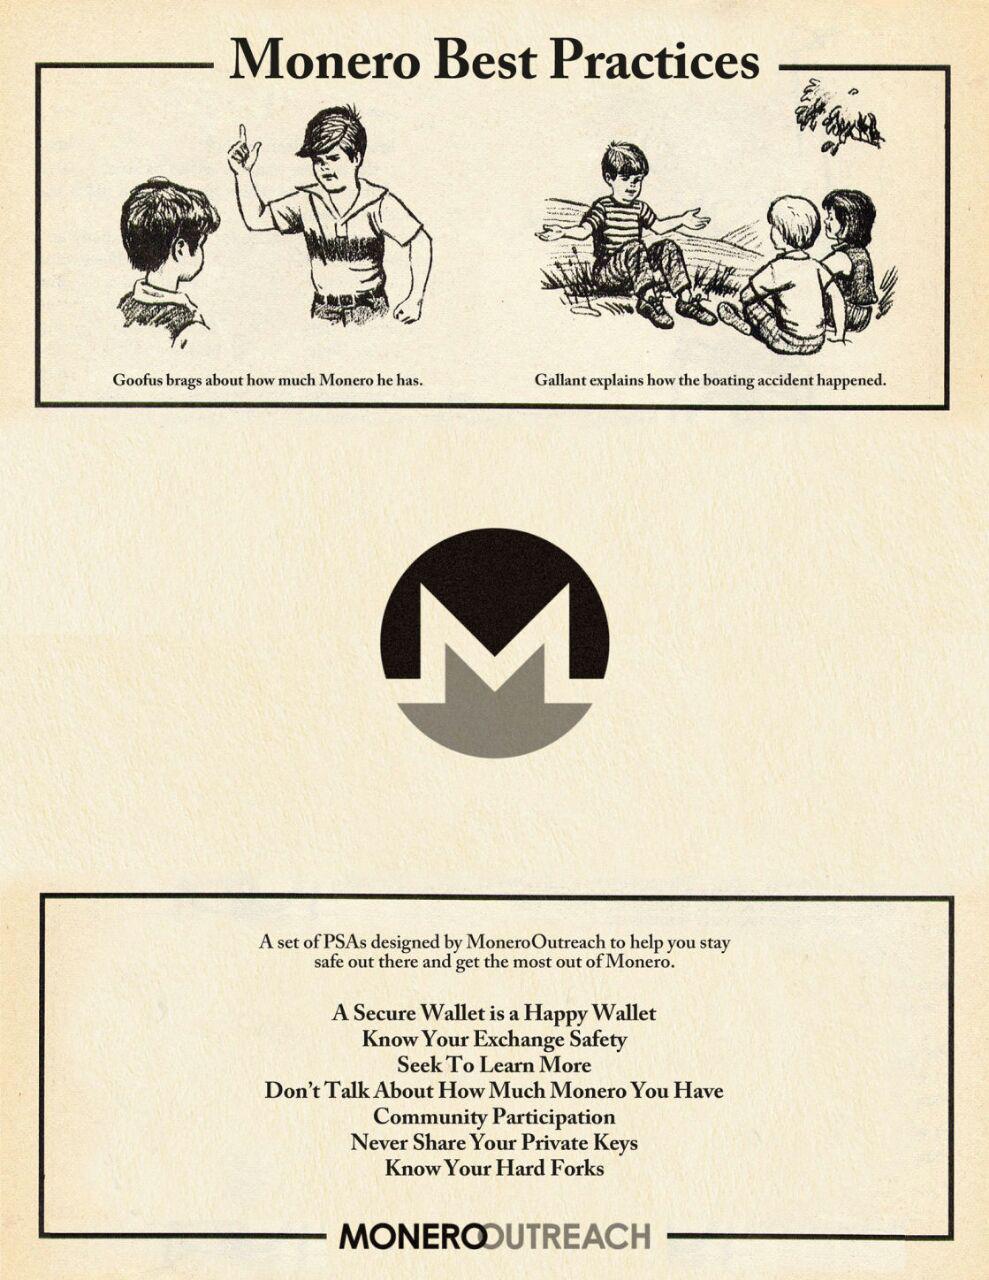 Monero Best Practices
Goofus brags about how much Monero he has.
Gallant explains how the boating accident happened.
A set of PSAs designed by MoneroOutreach to help you stay
safe out there and get the most out of Monero.
A Secure Wallet is a Happy Wallet
Know Your Exchange Safety
Seek To Learn More
Don't Talk About How Much Monero You Have
Community Participation
Never Share Your Private Keys
Know Your Hard Forks
MONEROOUTREACH